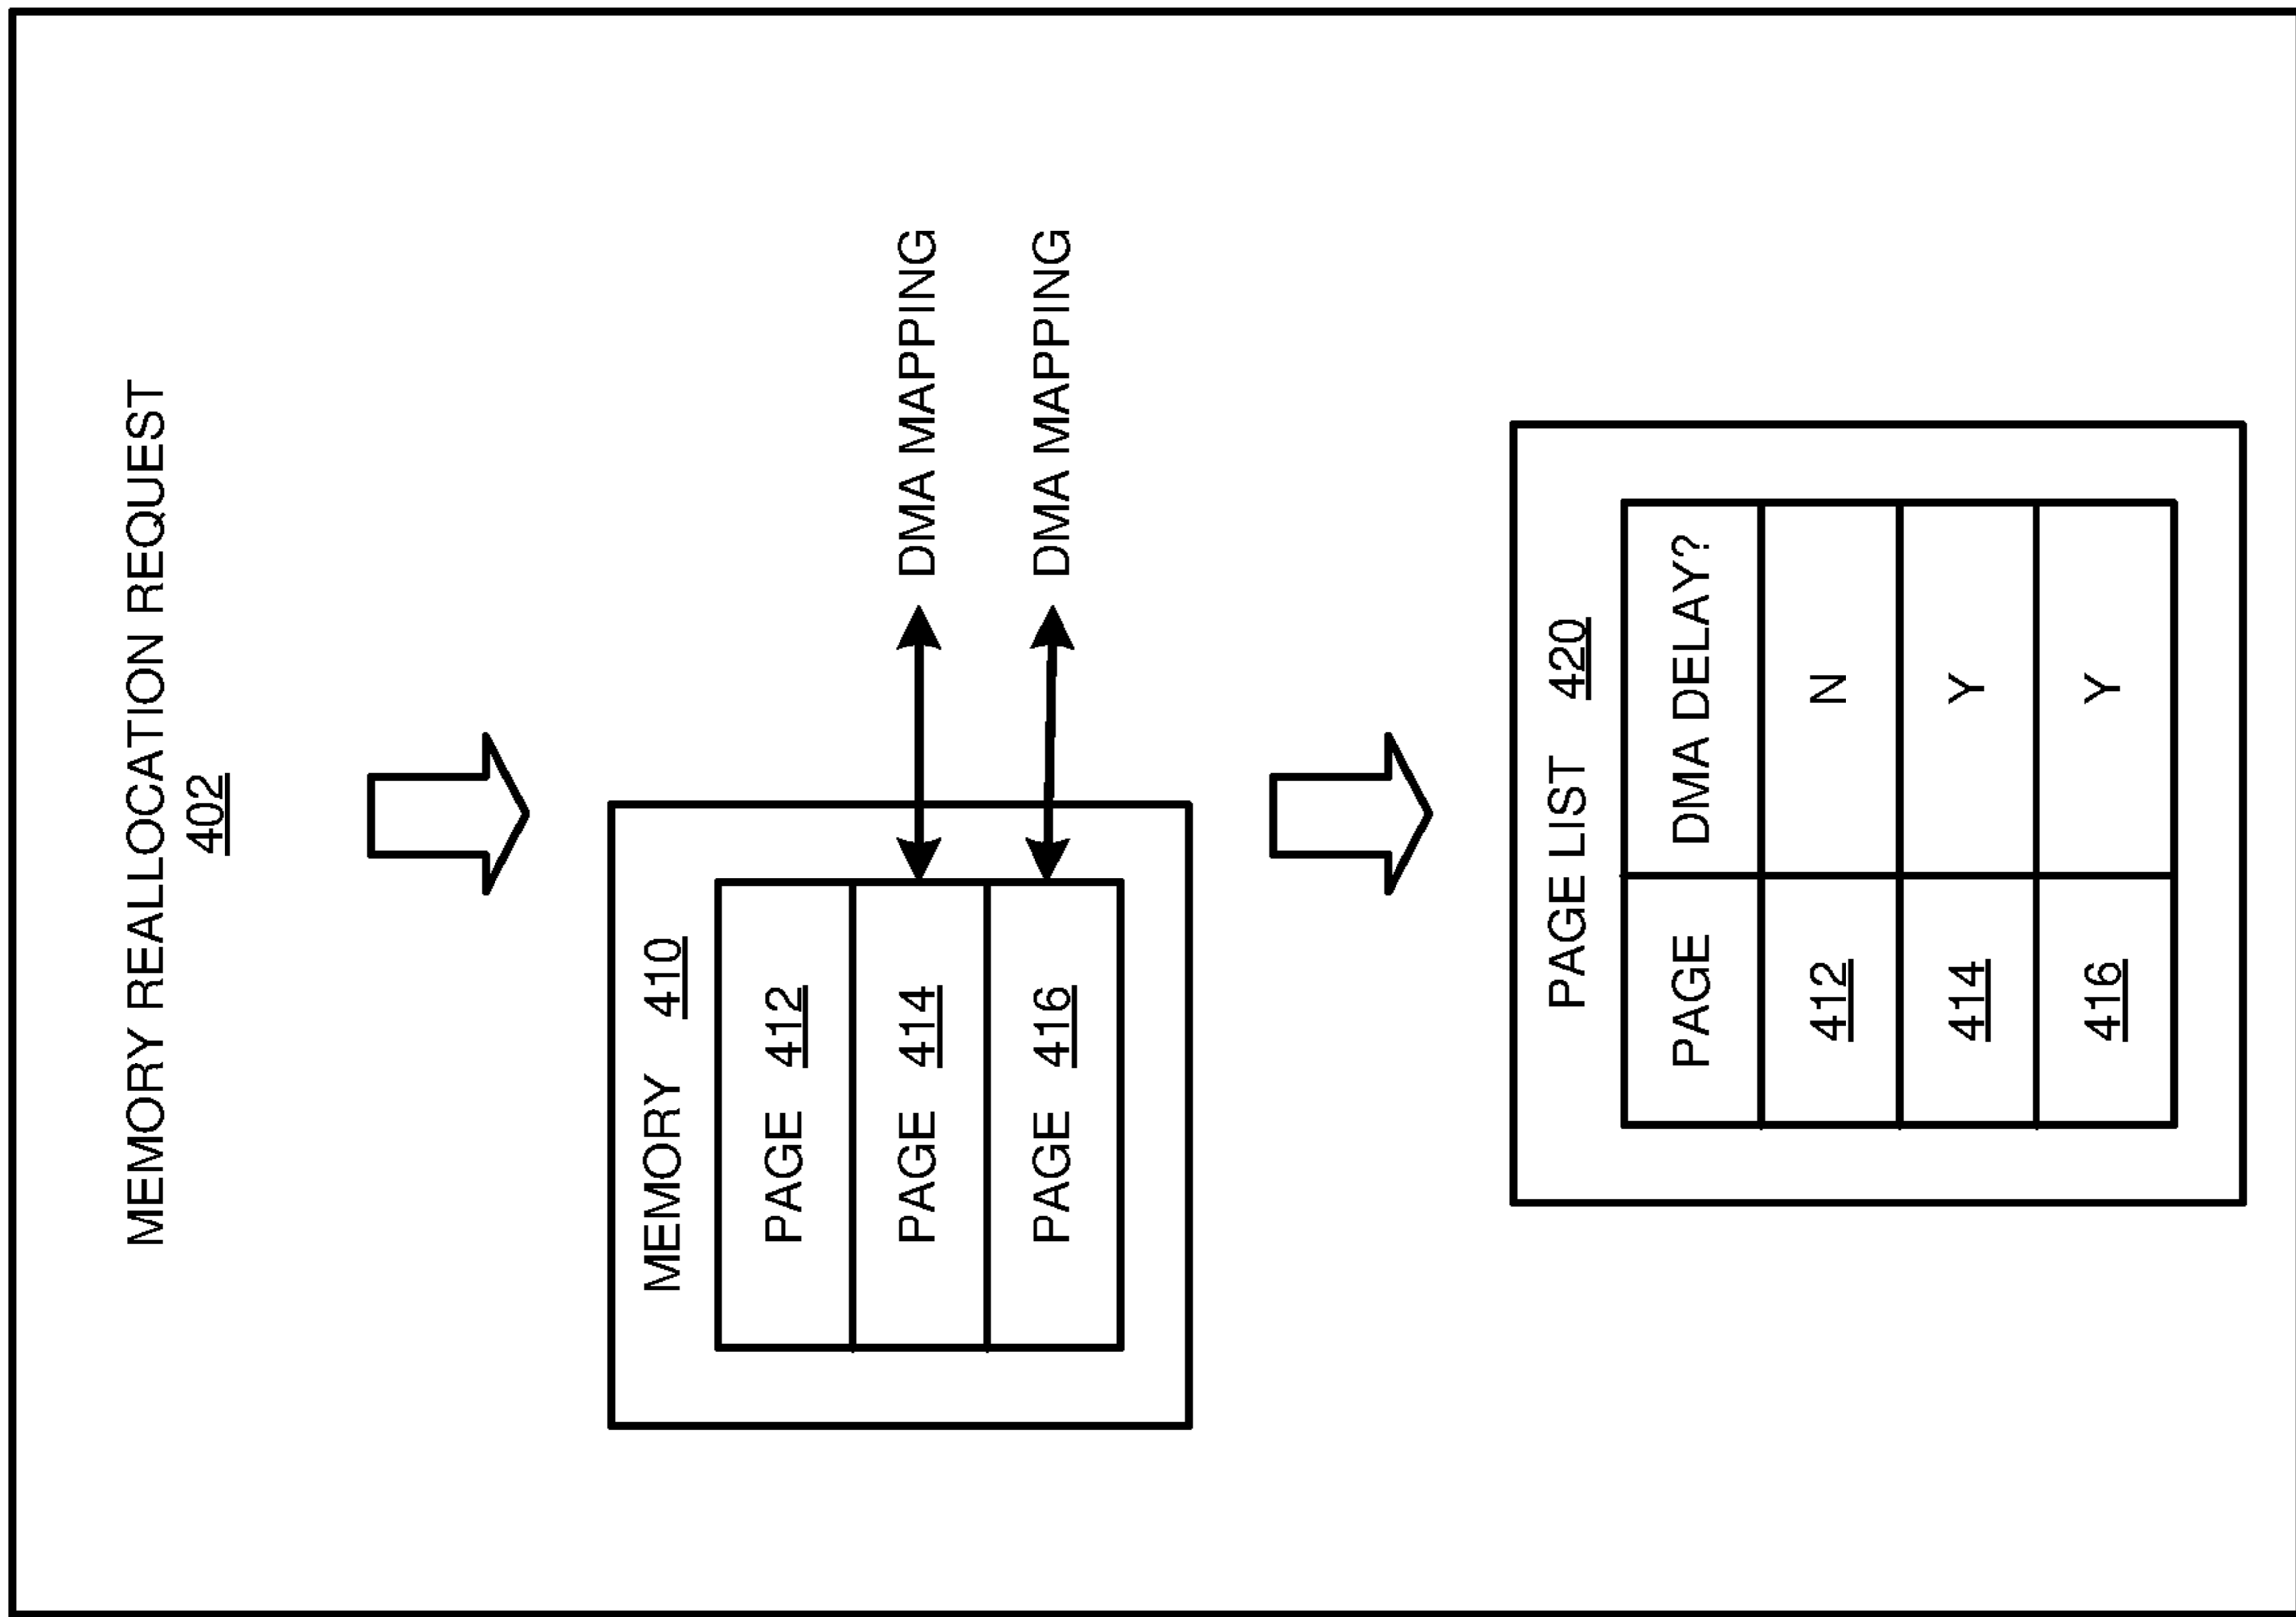 MEMORY REALLOCATION REQUEST
402
MEMORY 410
PAGE 412
PAGE 414
DMA MAPPING
PAGE 416
DMA MAPPING
PAGE LIST 420
PAGE DMA DELAY?
412 N
414 Y
416 Y